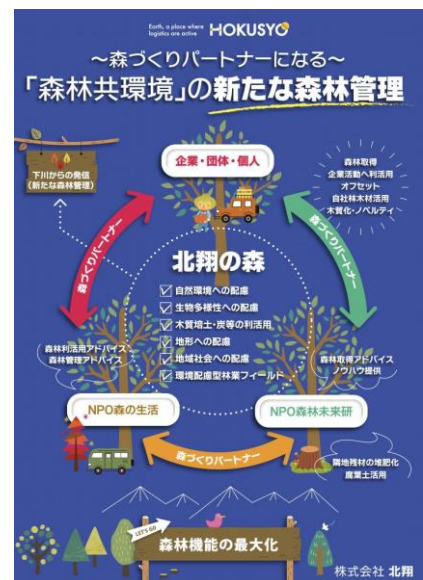 Earth, a place where
logistics are active
HOKUSYO
～森づくりパートナーになる～
「森林共環境」の新たな森林管理
企業・団体・個人
下川からの発信
(新たな森林管理)
森林取得
企業活動へ利活用
オフセット
自社林木材活用
木質化・ノベルティ
森づくりパートナー
森づくりパートナー
北翔の森
自然環境への配慮
生物多様性への配慮
木質培土・炭等の利活用
地形への配慮
地域社会への配慮
環境配慮型林業フィールド
森林利活用アドバイス
森林管理アドバイス
森林取得アドバイス
ノウハウ提供
NPO森の生活
NPO森林未来研
森づくりパートナー
隣地残材の堆肥化
腐葉土活用
LET'S GO
森林機能の最大化
株式会社 北翔